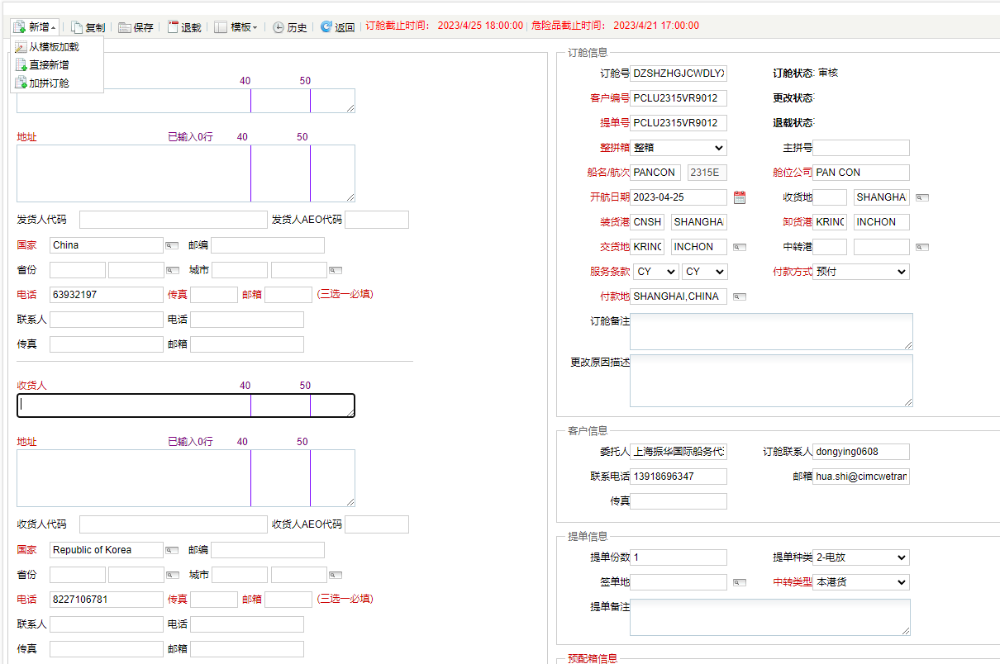 新增 复制 保存 退载 模板 历史 返回 订舱截止时间： 2023/4/25 18:00:00 危险品截止时间： 2023/4/21 17:00:00
从模板加载
直接新增
加拼订舱
40 50
地址 已输入0行 40 50
发货人代码 发货人AEO代码
国家 China 邮编
省份 城市
电话 63932197 传真 邮箱 (三选一必填)
联系人 电话
传真 邮箱
收货人 40 50
地址 已输入0行 40 50
收货人代码 收货人AEO代码
国家 Republic of Korea 邮编
省份 城市
电话 8227106781 传真 邮箱 (三选一必填)
联系人 电话
传真 邮箱
订舱信息
订舱号 DZSHZHGJCWDLYX 订舱状态: 审核
客户编号 PCLU2315VR9012 更改状态:
提单号 PCLU2315VR9012 退载状态:
整拼箱 整箱 主拼号
船名/航次 PANCON 2315E 舱位公司 PAN CON
开航日期 2023-04-25 收货地 SHANGHAI
装货港 CNSH SHANGHA 卸货港 KRINC INCHON
交货地 KRINC INCHON 中转港
服务条款 CY CY 付款方式 预付
付款地 SHANGHAI,CHINA
订舱备注
更改原因描述
客户信息
委托人 上海振华国际船务代 订舱联系人 dongying0608
联系电话 13918696347 邮箱 hua.shi@cimcwetran
传真
提单信息
提单份数 1 提单种类 2-电放
签单地 中转类型 本港货
提单备注
预配箱信息